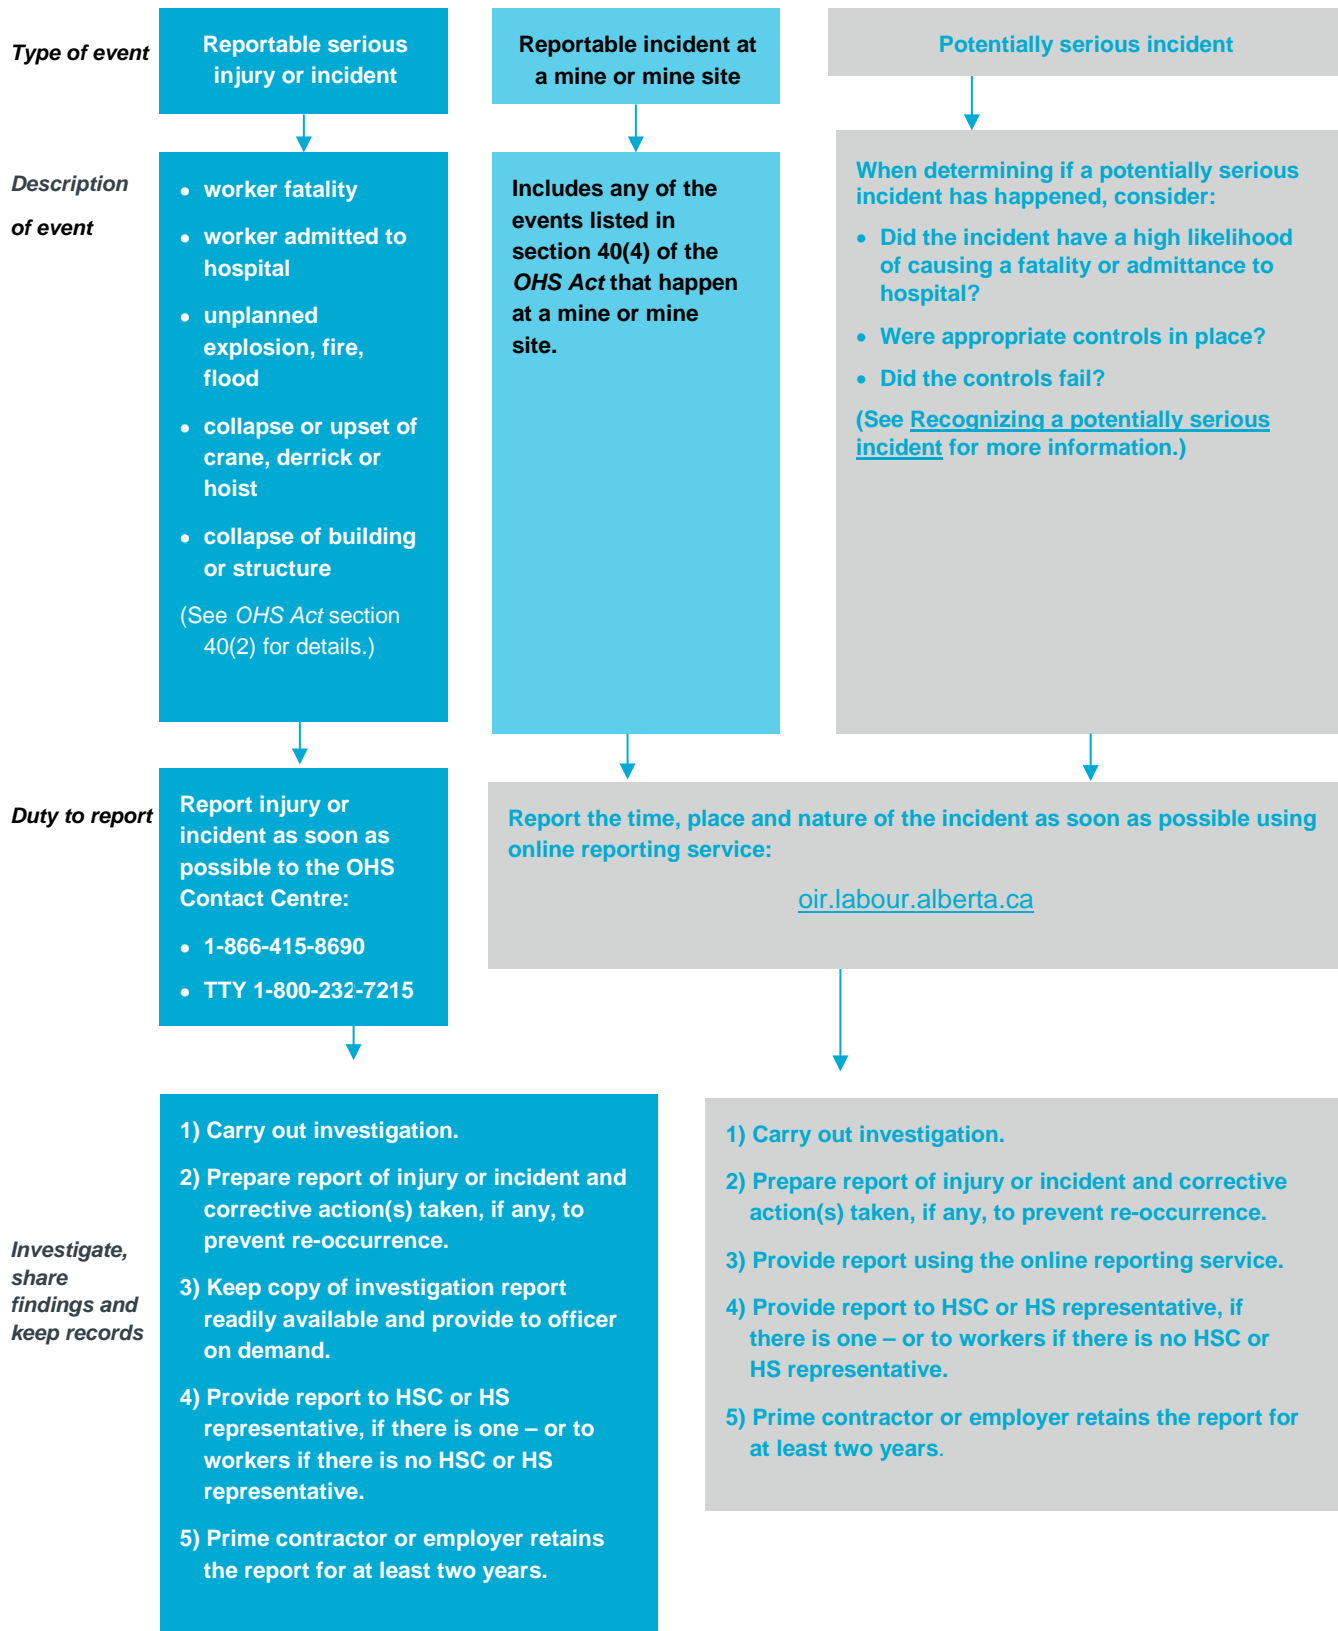 Type of event
Reportable serious
injury or incident
Reportable incident at
a mine or mine site
Potentially serious incident
Description
of event
• worker fatality
• worker admitted to
hospital
• unplanned
explosion, fire,
flood
• collapse or upset of
crane, derrick or
hoist
• collapse of building
or structure
(See OHS Act section
40(2) for details.)
Includes any of the
events listed in
section 40(4) of the
OHS Act that happen
at a mine or mine
site.
When determining if a potentially serious
incident has happened, consider:
• Did the incident have a high likelihood
of causing a fatality or admittance to
hospital?
• Were appropriate controls in place?
• Did the controls fail?
(See Recognizing a potentially serious
incident for more information.)
Duty to report
Report injury or
incident as soon as
possible to the OHS
Contact Centre:
• 1-866-415-8690
• TTY 1-800-232-7215
Report the time, place and nature of the incident as soon as possible using
online reporting service:
oir.labour.alberta.ca
Investigate,
share
findings and
keep records
1) Carry out investigation.
2) Prepare report of injury or incident and
corrective action(s) taken, if any, to
prevent re-occurrence.
3) Keep copy of investigation report
readily available and provide to officer
on demand.
4) Provide report to HSC or HS
representative, if there is one – or to
workers if there is no HSC or HS
representative.
5) Prime contractor or employer retains
the report for at least two years.
1) Carry out investigation.
2) Prepare report of injury or incident and corrective
action(s) taken, if any, to prevent re-occurrence.
3) Provide report using the online reporting service.
4) Provide report to HSC or HS representative, if
there is one – or to workers if there is no HSC or
HS representative.
5) Prime contractor or employer retains the report for
at least two years.